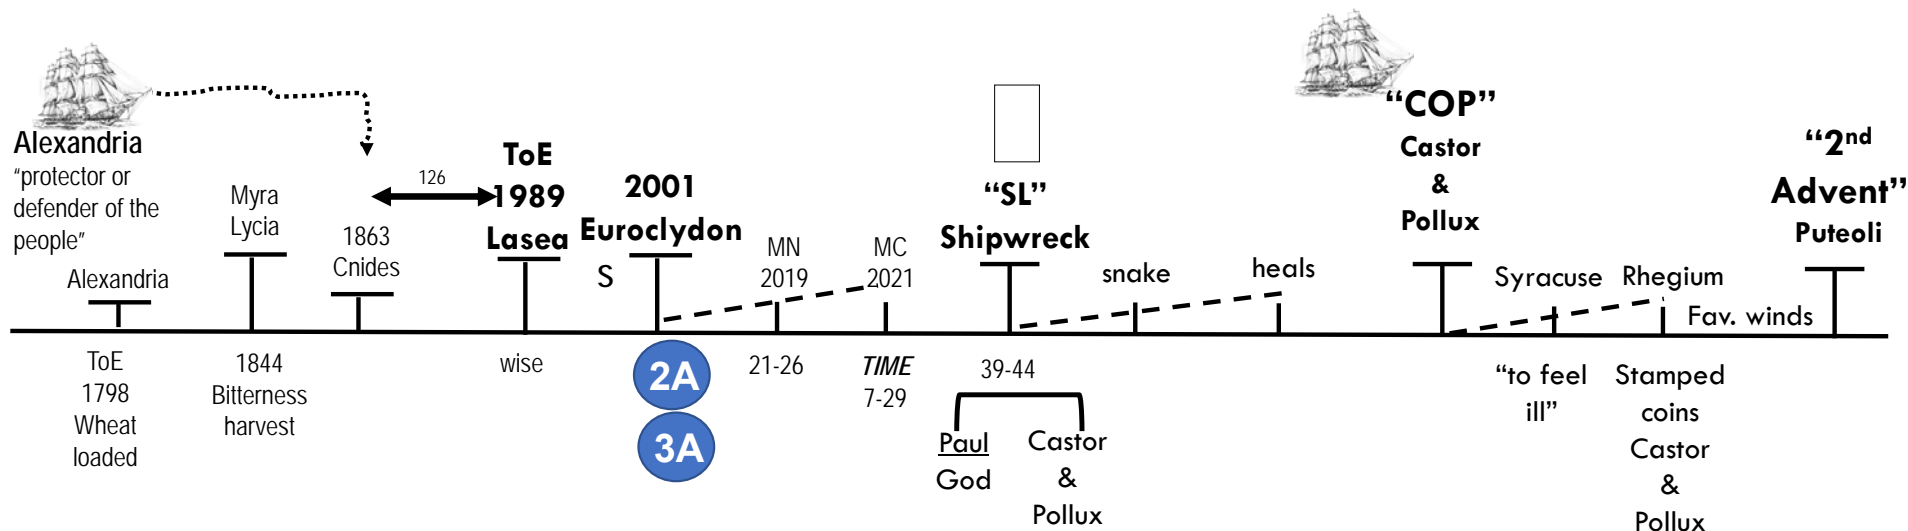 Alexandria
"protector or
defender of the
people"
Alexandria
ToE
1798
Wheat
loaded
Myra
Lycia
1844
Bitterness
harvest
1863
Cnides
126
ToE
1989
Lasea
wise
2001
Euroclydon
S
2A
3A
MN
2019
21-26
MC
2021
TIME
7-29
“SL”
Shipwreck
39-44
Paul
God
Castor
&
Pollux
snake
heals
“COP”
Castor
&
Pollux
Syracuse
“to feel
ill”
Rhegium
Stamped
coins
Castor
&
Pollux
Fav. winds
“2nd
Advent”
Puteoli